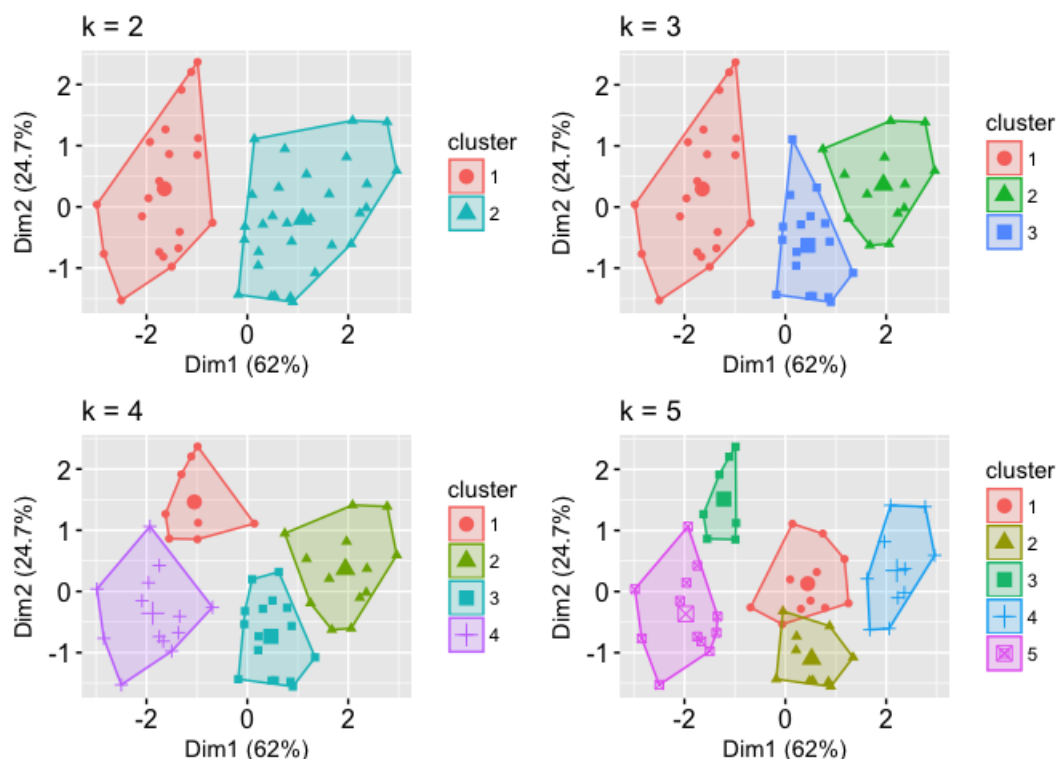 k = 2
Dim2 (24.7%)
2
1
0
-1
-2
0
2
Dim1 (62%)
cluster
1
2
k = 3
Dim2 (24.7%)
2
1
0
-1
-2
0
2
Dim1 (62%)
cluster
1
2
3
k = 4
Dim2 (24.7%)
2
1
0
-1
-2
0
2
Dim1 (62%)
cluster
1
2
3
4
k = 5
Dim2 (24.7%)
2
1
0
-1
-2
0
2
Dim1 (62%)
cluster
1
2
3
4
5